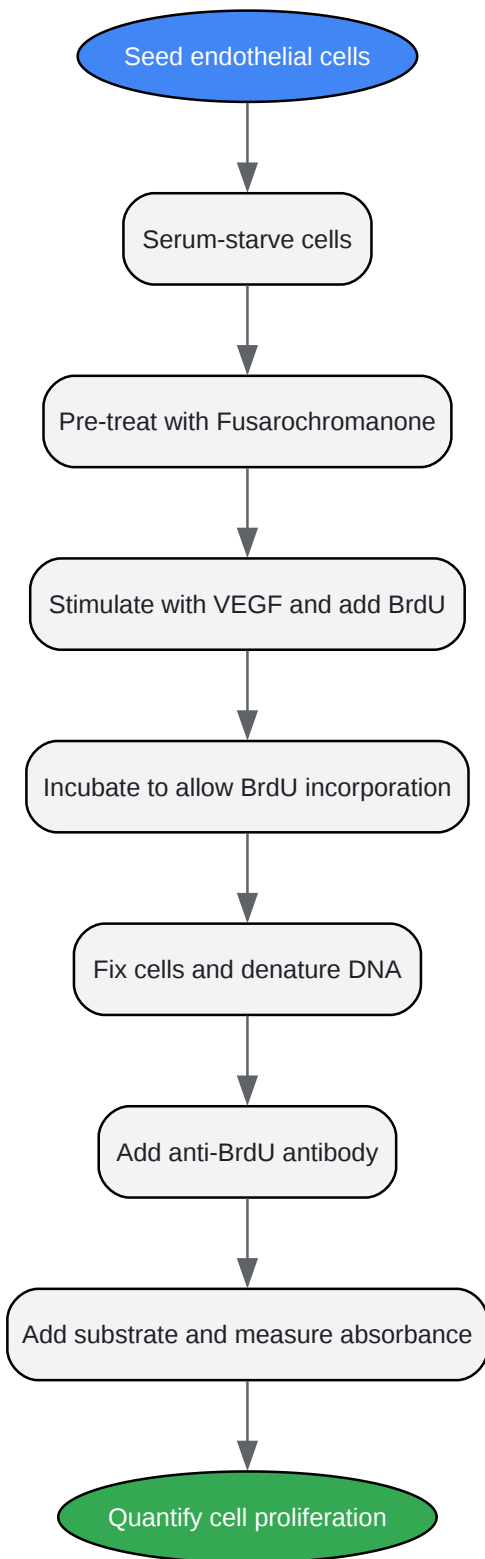 Seed endothelial cells
Serum-starve cells
Pre-treat with Fusarochromanone
Stimulate with VEGF and add BrdU
Incubate to allow BrdU incorporation
Fix cells and denature DNA
Add anti-BrdU antibody
Add substrate and measure absorbance
Quantify cell proliferation